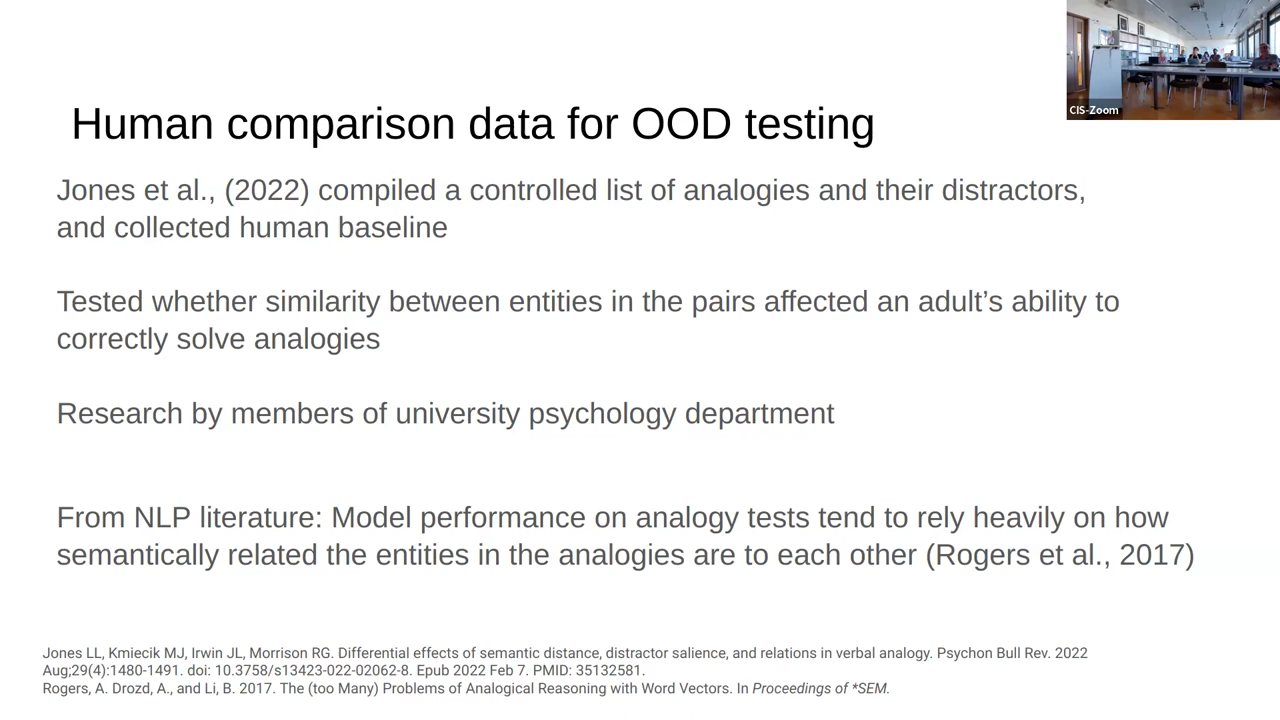 CIS-Zoom
Human comparison data for OOD testing
Jones et al., (2022) compiled a controlled list of analogies and their distractors,
and collected human baseline
Tested whether similarity between entities in the pairs affected an adult’s ability to
correctly solve analogies
Research by members of university psychology department
From NLP literature: Model performance on analogy tests tend to rely heavily on how
semantically related the entities in the analogies are to each other (Rogers et al., 2017)
Jones LL, Kmiecik MJ, Irwin JL, Morrison RG. Differential effects of semantic distance, distractor salience, and relations in verbal analogy. Psychon Bull Rev. 2022
Aug;29(4):1480-1491. doi: 10.3758/s13423-022-02062-8. Epub 2022 Feb 7. PMID: 35132581.
Rogers, A. Drozd, A., and Li, B. 2017. The (too Many) Problems of Analogical Reasoning with Word Vectors. In Proceedings of *SEM.